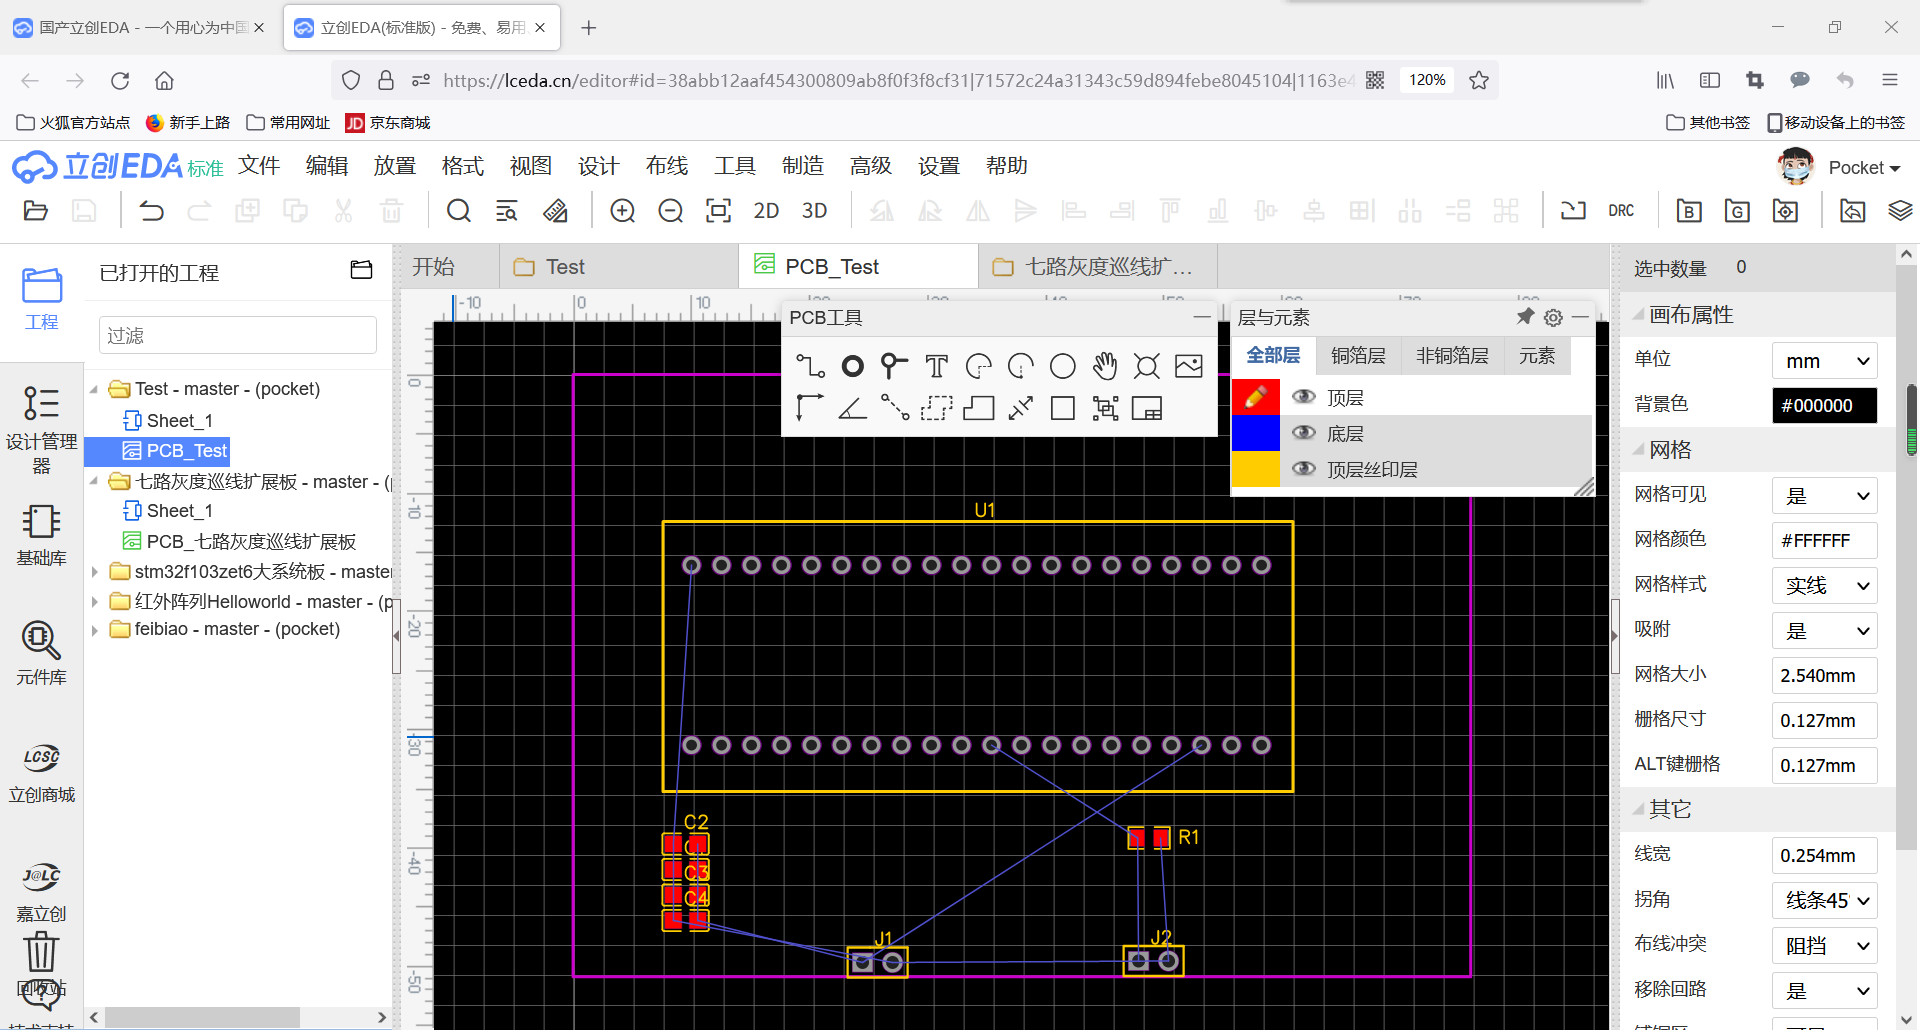 国产立创EDA - 一个用心为中国
立创EDA(标准版) - 免费、易用
https://lceda.cn/editor#id=38abb12aaf454300809ab8f0f3f8cf31|71572c24a31343c59d894febe8045104|1163e4
120%
火狐官方站点
新手上路
常用网址
JD 京东商城
其他书签
移动设备上的书签
立创EDA 标准
文件 编辑 放置 格式 视图 设计 布线 工具 制造 高级 设置 帮助
Pocket
2D 3D
DRC
B G
工程
设计管理器
基础库
元件库
LCSC
立创商城
J@LC
嘉立创
回收站
已打开的工程
过滤
Test - master - (pocket)
Sheet_1
PCB_Test
七路灰度巡线扩展板 - master - (p
Sheet_1
PCB_七路灰度巡线扩展板
stm32f103zet6大系统板 - master
红外阵列Helloworld - master - (p
feibiao - master - (pocket)
开始
Test
PCB_Test
七路灰度巡线扩...
-10 0 10
0
-10
-20
-30
-40
-50
PCB工具
层与元素
全部层 铜箔层 非铜箔层 元素
顶层
底层
顶层丝印层
U1
C2
C3
C4
R1
J1
J2
选中数量 0
画布属性
单位 mm
背景色 #000000
网格
网格可见 是
网格颜色 #FFFFFF
网格样式 实线
吸附 是
网格大小 2.540mm
栅格尺寸 0.127mm
ALT键栅格 0.127mm
其它
线宽 0.254mm
拐角 线条45°
布线冲突 阻挡
移除回路 是